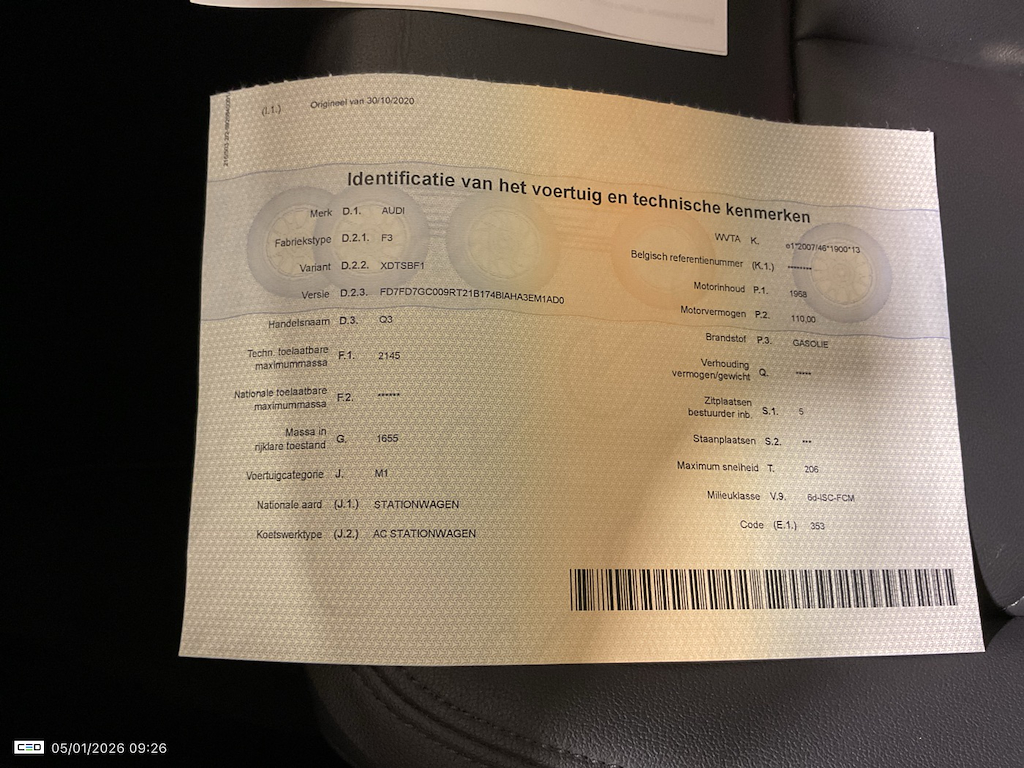 (I.1.) Origineel van 30/10/2020
Identificatie van het voertuig en technische kenmerken
Merk D.1. AUDI
Fabriekstype D.2.1. F3
Variant D.2.2. XDTSBF1
Versie D.2.3. FD7FD7GC009RT21B174BIAHA3EM1AD0
Handelsnaam D.3. Q3
Techn. toelaatbare
maximummassa F.1. 2145
Nationale toelaatbare
maximummassa F.2. ******
Massa in
rijklare toestand G. 1655
Voertuigcategorie J. M1
Nationale aard (J.1.) STATIONWAGEN
Koetswerktype (J.2.) AC STATIONWAGEN
WVTA K. e1*2007/46*1900*13
Belgisch referentienummer (K.1.) ********
Motorinhoud P.1. 1968
Motorvermogen P.2. 110,00
Brandstof P.3. GASOLIE
Verhouding
vermogen/gewicht Q. *****
Zitplaatsen
bestuurder inb. S.1. 5
Staanplaatsen S.2. ***
Maximum snelheid T. 206
Milieuklasse V.9. 6d-ISC-FCM
Code (E.1.) 353
CEO 05/01/2026 09:26